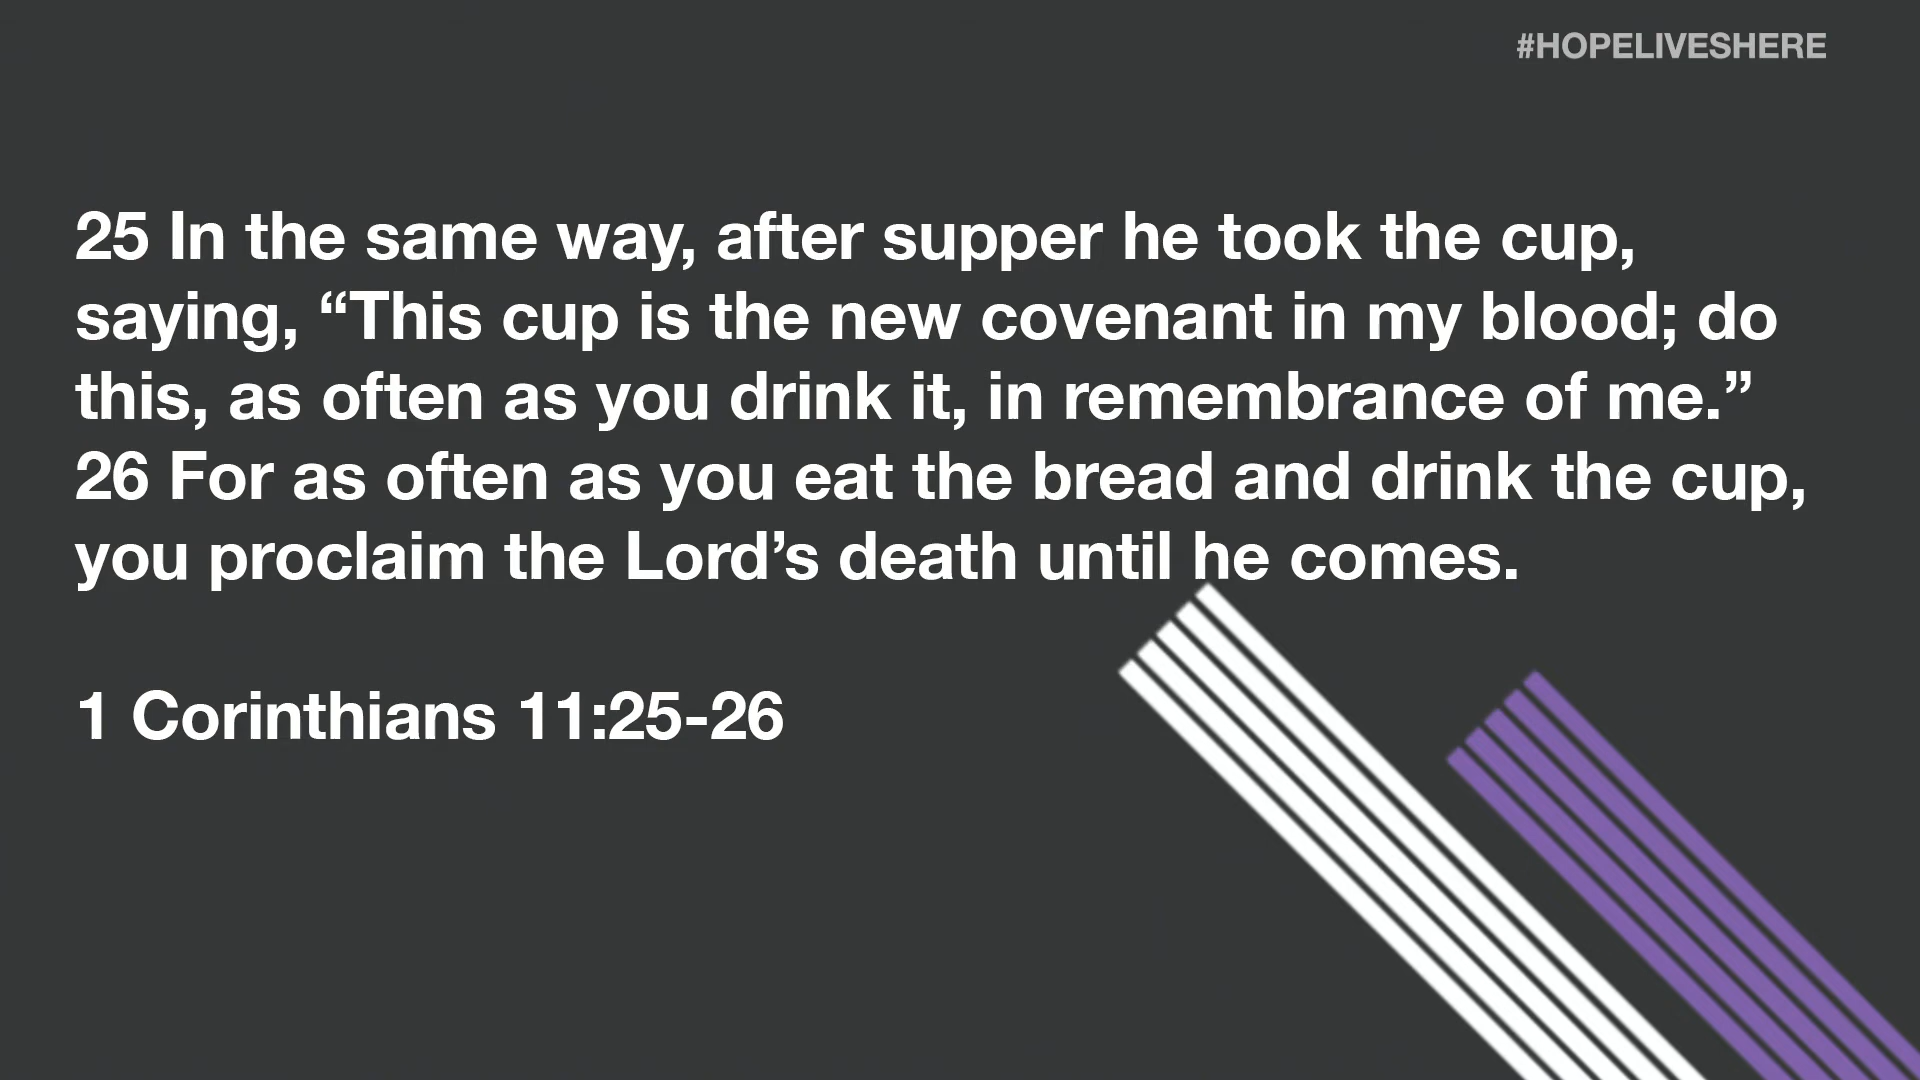 #HOPELIVESHERE
25 In the same way, after supper he took the cup,
saying, “This cup is the new covenant in my blood; do
this, as often as you drink it, in remembrance of me.”
26 For as often as you eat the bread and drink the cup,
you proclaim the Lord’s death until he comes.
1 Corinthians 11:25-26